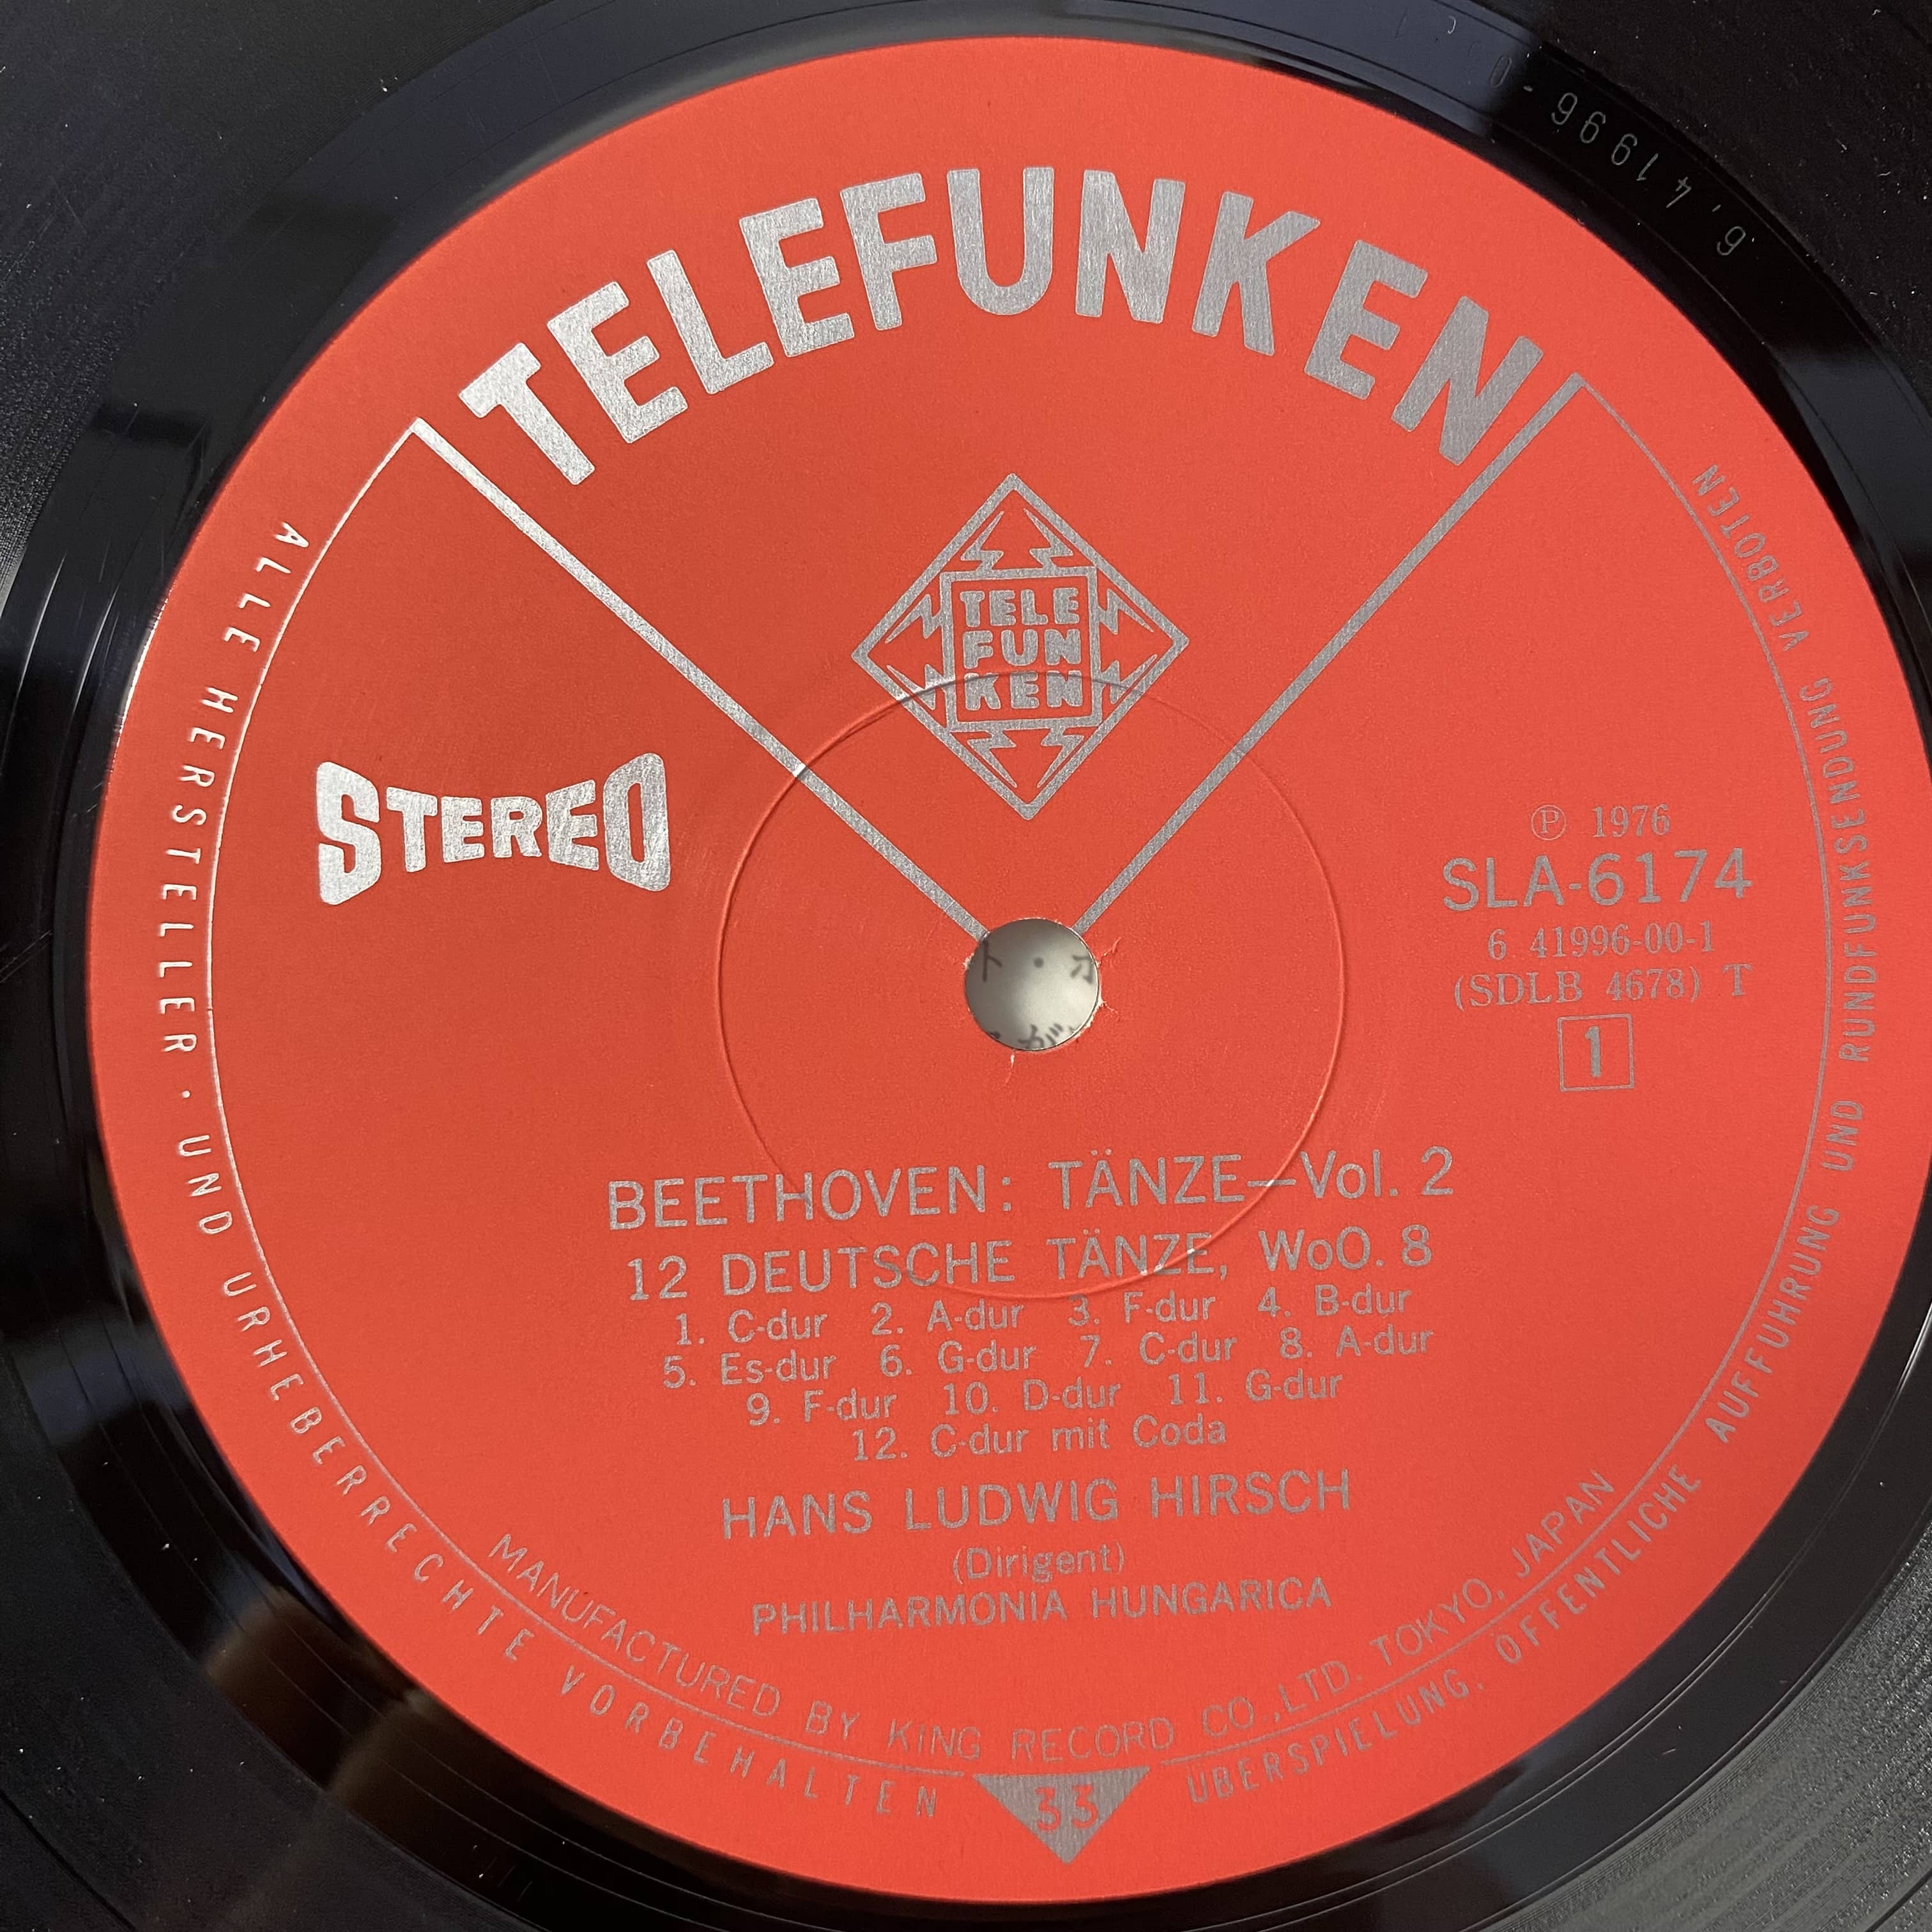 TELEFUNKEN
TELE
FUN
KEN
STEREO
℗ 1976
SLA-6174
6 41996-00-1
(SDLB 4678) T
1
BEETHOVEN: TÄNZE—Vol. 2
12 DEUTSCHE TÄNZE, WoO. 8
1. C-dur 2. A-dur 3. F-dur 4. B-dur
5. Es-dur 6. G-dur 7. C-dur 8. A-dur
9. F-dur 10. D-dur 11. G-dur
12. C-dur mit Coda
HANS LUDWIG HIRSCH
(Dirigent)
PHILHARMONIA HUNGARICA
MANUFACTURED BY KING RECORD CO., LTD. TOKYO, JAPAN
ALLE HERSTELLER · UND URHEBERRECHTE VORBEHALTEN
33
ÜBERSPIELUNG, ÖFFENTLICHE AUFFÜHRUNG UND RUNDFUNKSENDUNG VERBOTEN
6.41996